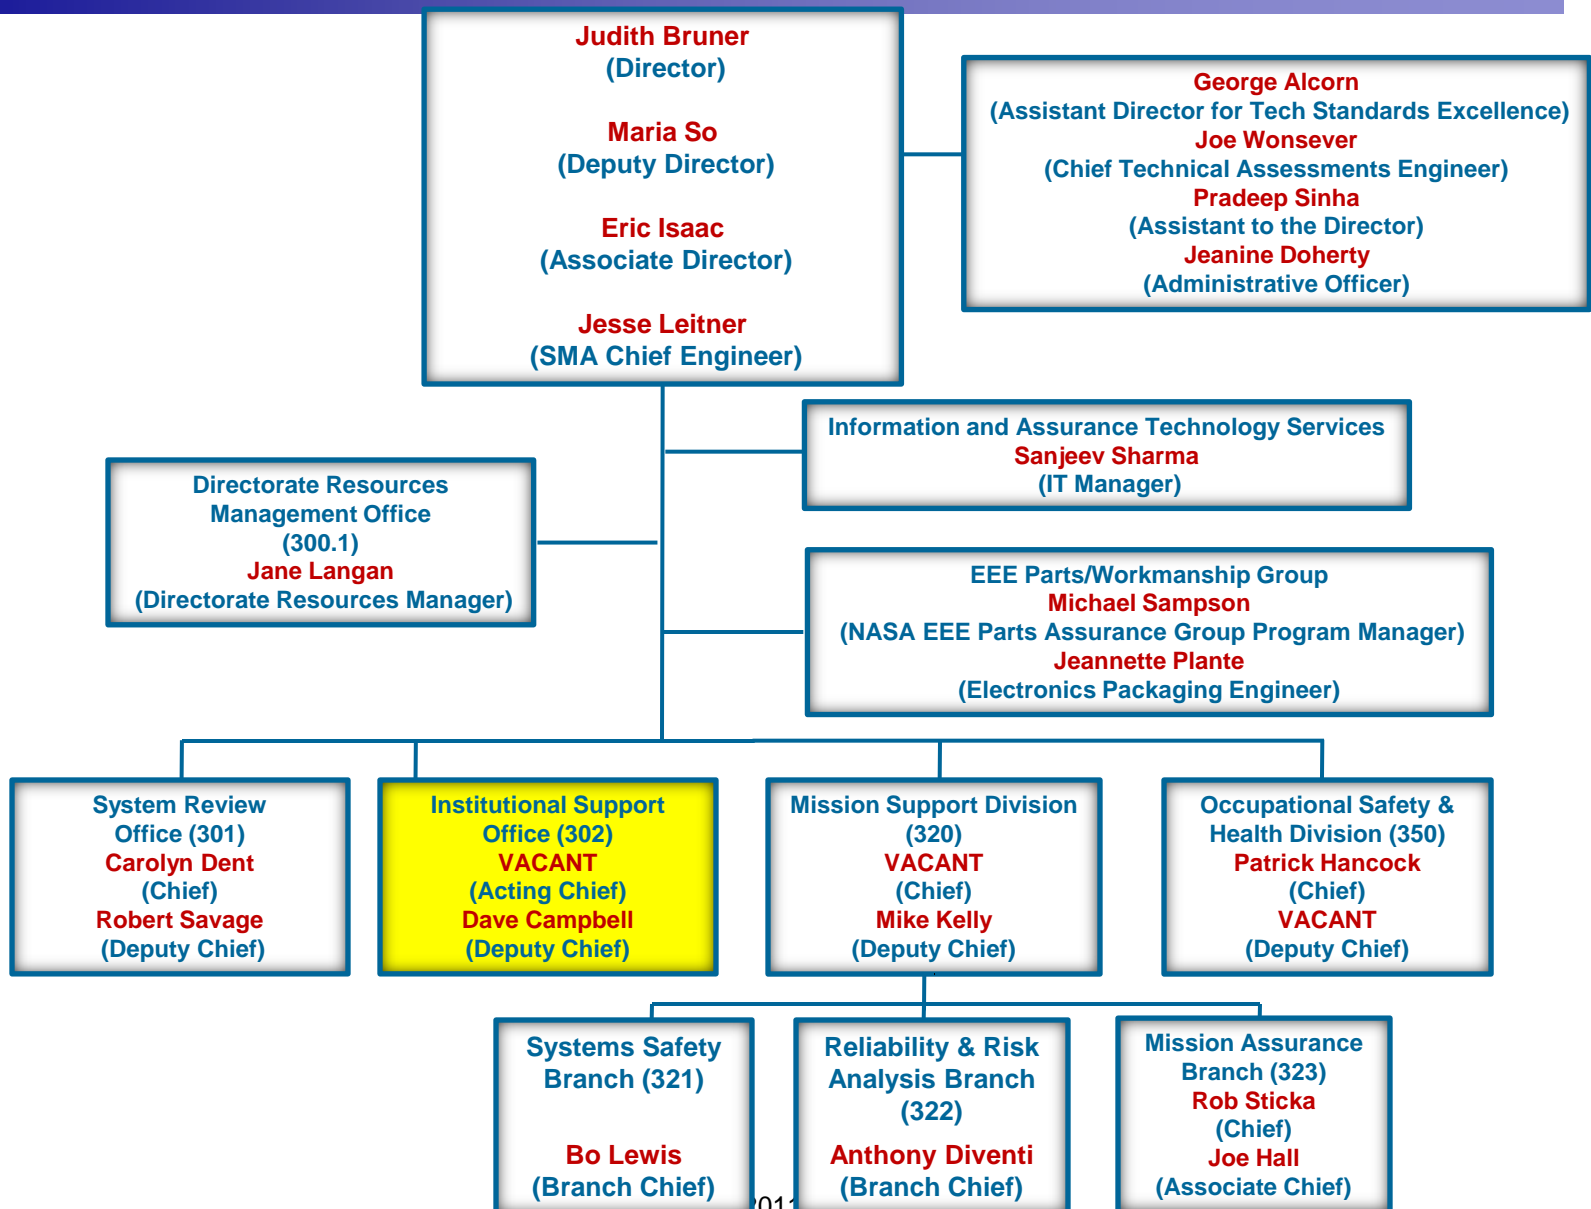 Judith Bruner
(Director)
Maria So
(Deputy Director)
Eric Isaac
(Associate Director)
Jesse Leitner
(SMA Chief Engineer)
George Alcorn
(Assistant Director for Tech Standards Excellence)
Joe Wonsever
(Chief Technical Assessments Engineer)
Pradeep Sinha
(Assistant to the Director)
Jeanine Doherty
(Administrative Officer)
Information and Assurance Technology Services
Sanjeev Sharma
(IT Manager)
Directorate Resources
Management Office
(300.1)
Jane Langan
(Directorate Resources Manager)
EEE Parts/Workmanship Group
Michael Sampson
(NASA EEE Parts Assurance Group Program Manager)
Jeannette Plante
(Electronics Packaging Engineer)
System Review
Office (301)
Carolyn Dent
(Chief)
Robert Savage
(Deputy Chief)
Institutional Support
Office (302)
VACANT
(Acting Chief)
Dave Campbell
(Deputy Chief)
Mission Support Division
(320)
VACANT
(Chief)
Mike Kelly
(Deputy Chief)
Occupational Safety &
Health Division (350)
Patrick Hancock
(Chief)
VACANT
(Deputy Chief)
Systems Safety
Branch (321)
Bo Lewis
(Branch Chief)
Reliability & Risk
Analysis Branch
(322)
Anthony Diventi
(Branch Chief)
Mission Assurance
Branch (323)
Rob Sticka
(Chief)
Joe Hall
(Associate Chief)